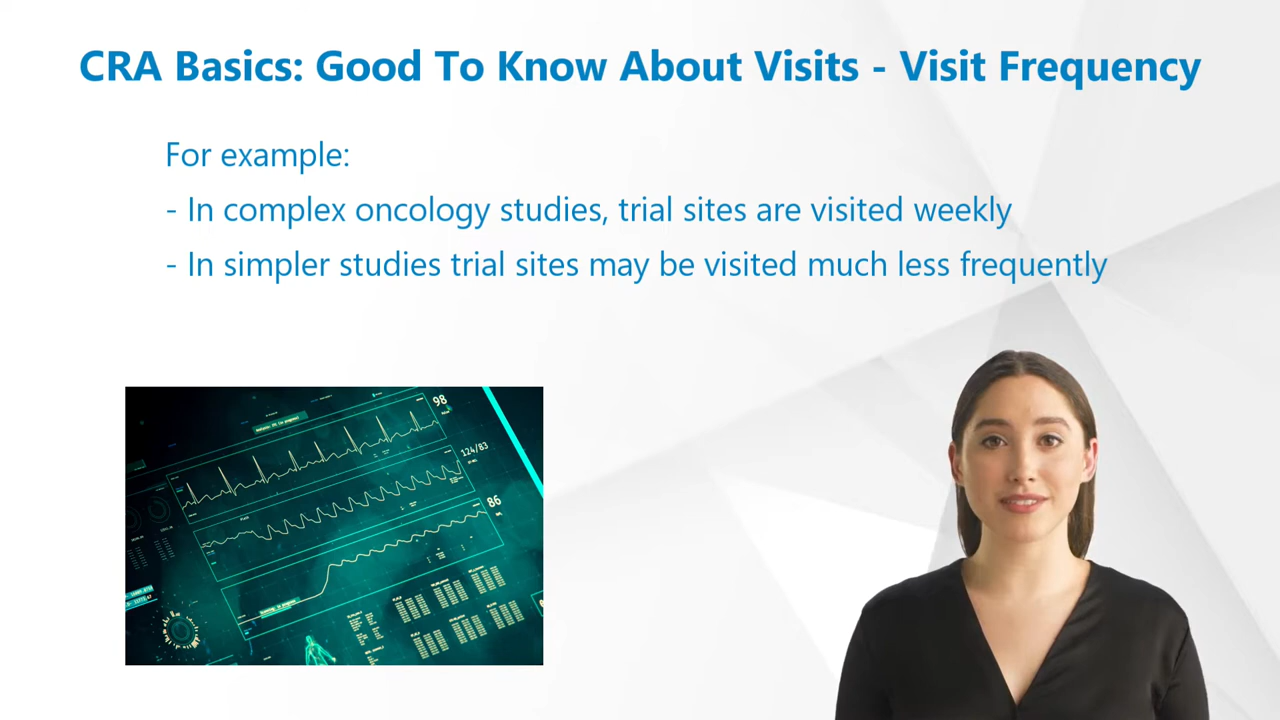 CRA Basics: Good To Know About Visits - Visit Frequency
For example:
- In complex oncology studies, trial sites are visited weekly
- In simpler studies trial sites may be visited much less frequently
98
124/83
86